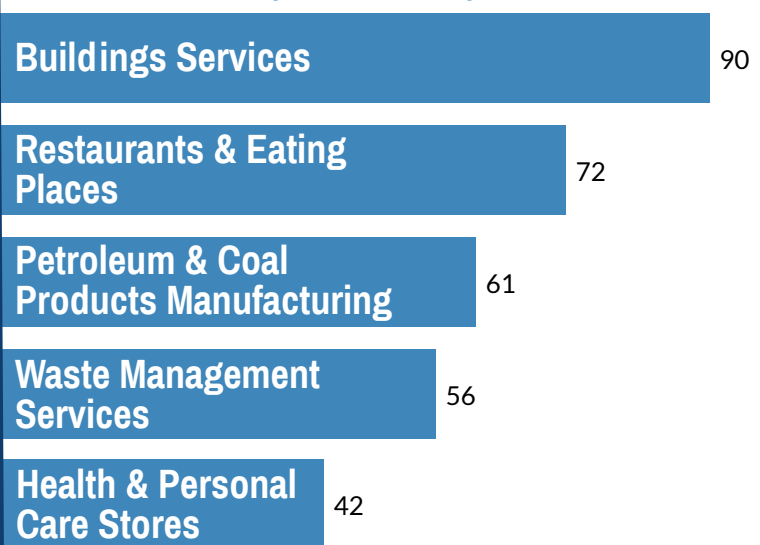 Buildings Services
90
Restaurants & Eating
Places
72
Petroleum & Coal
Products Manufacturing
61
Waste Management
Services
56
Health & Personal
Care Stores
42